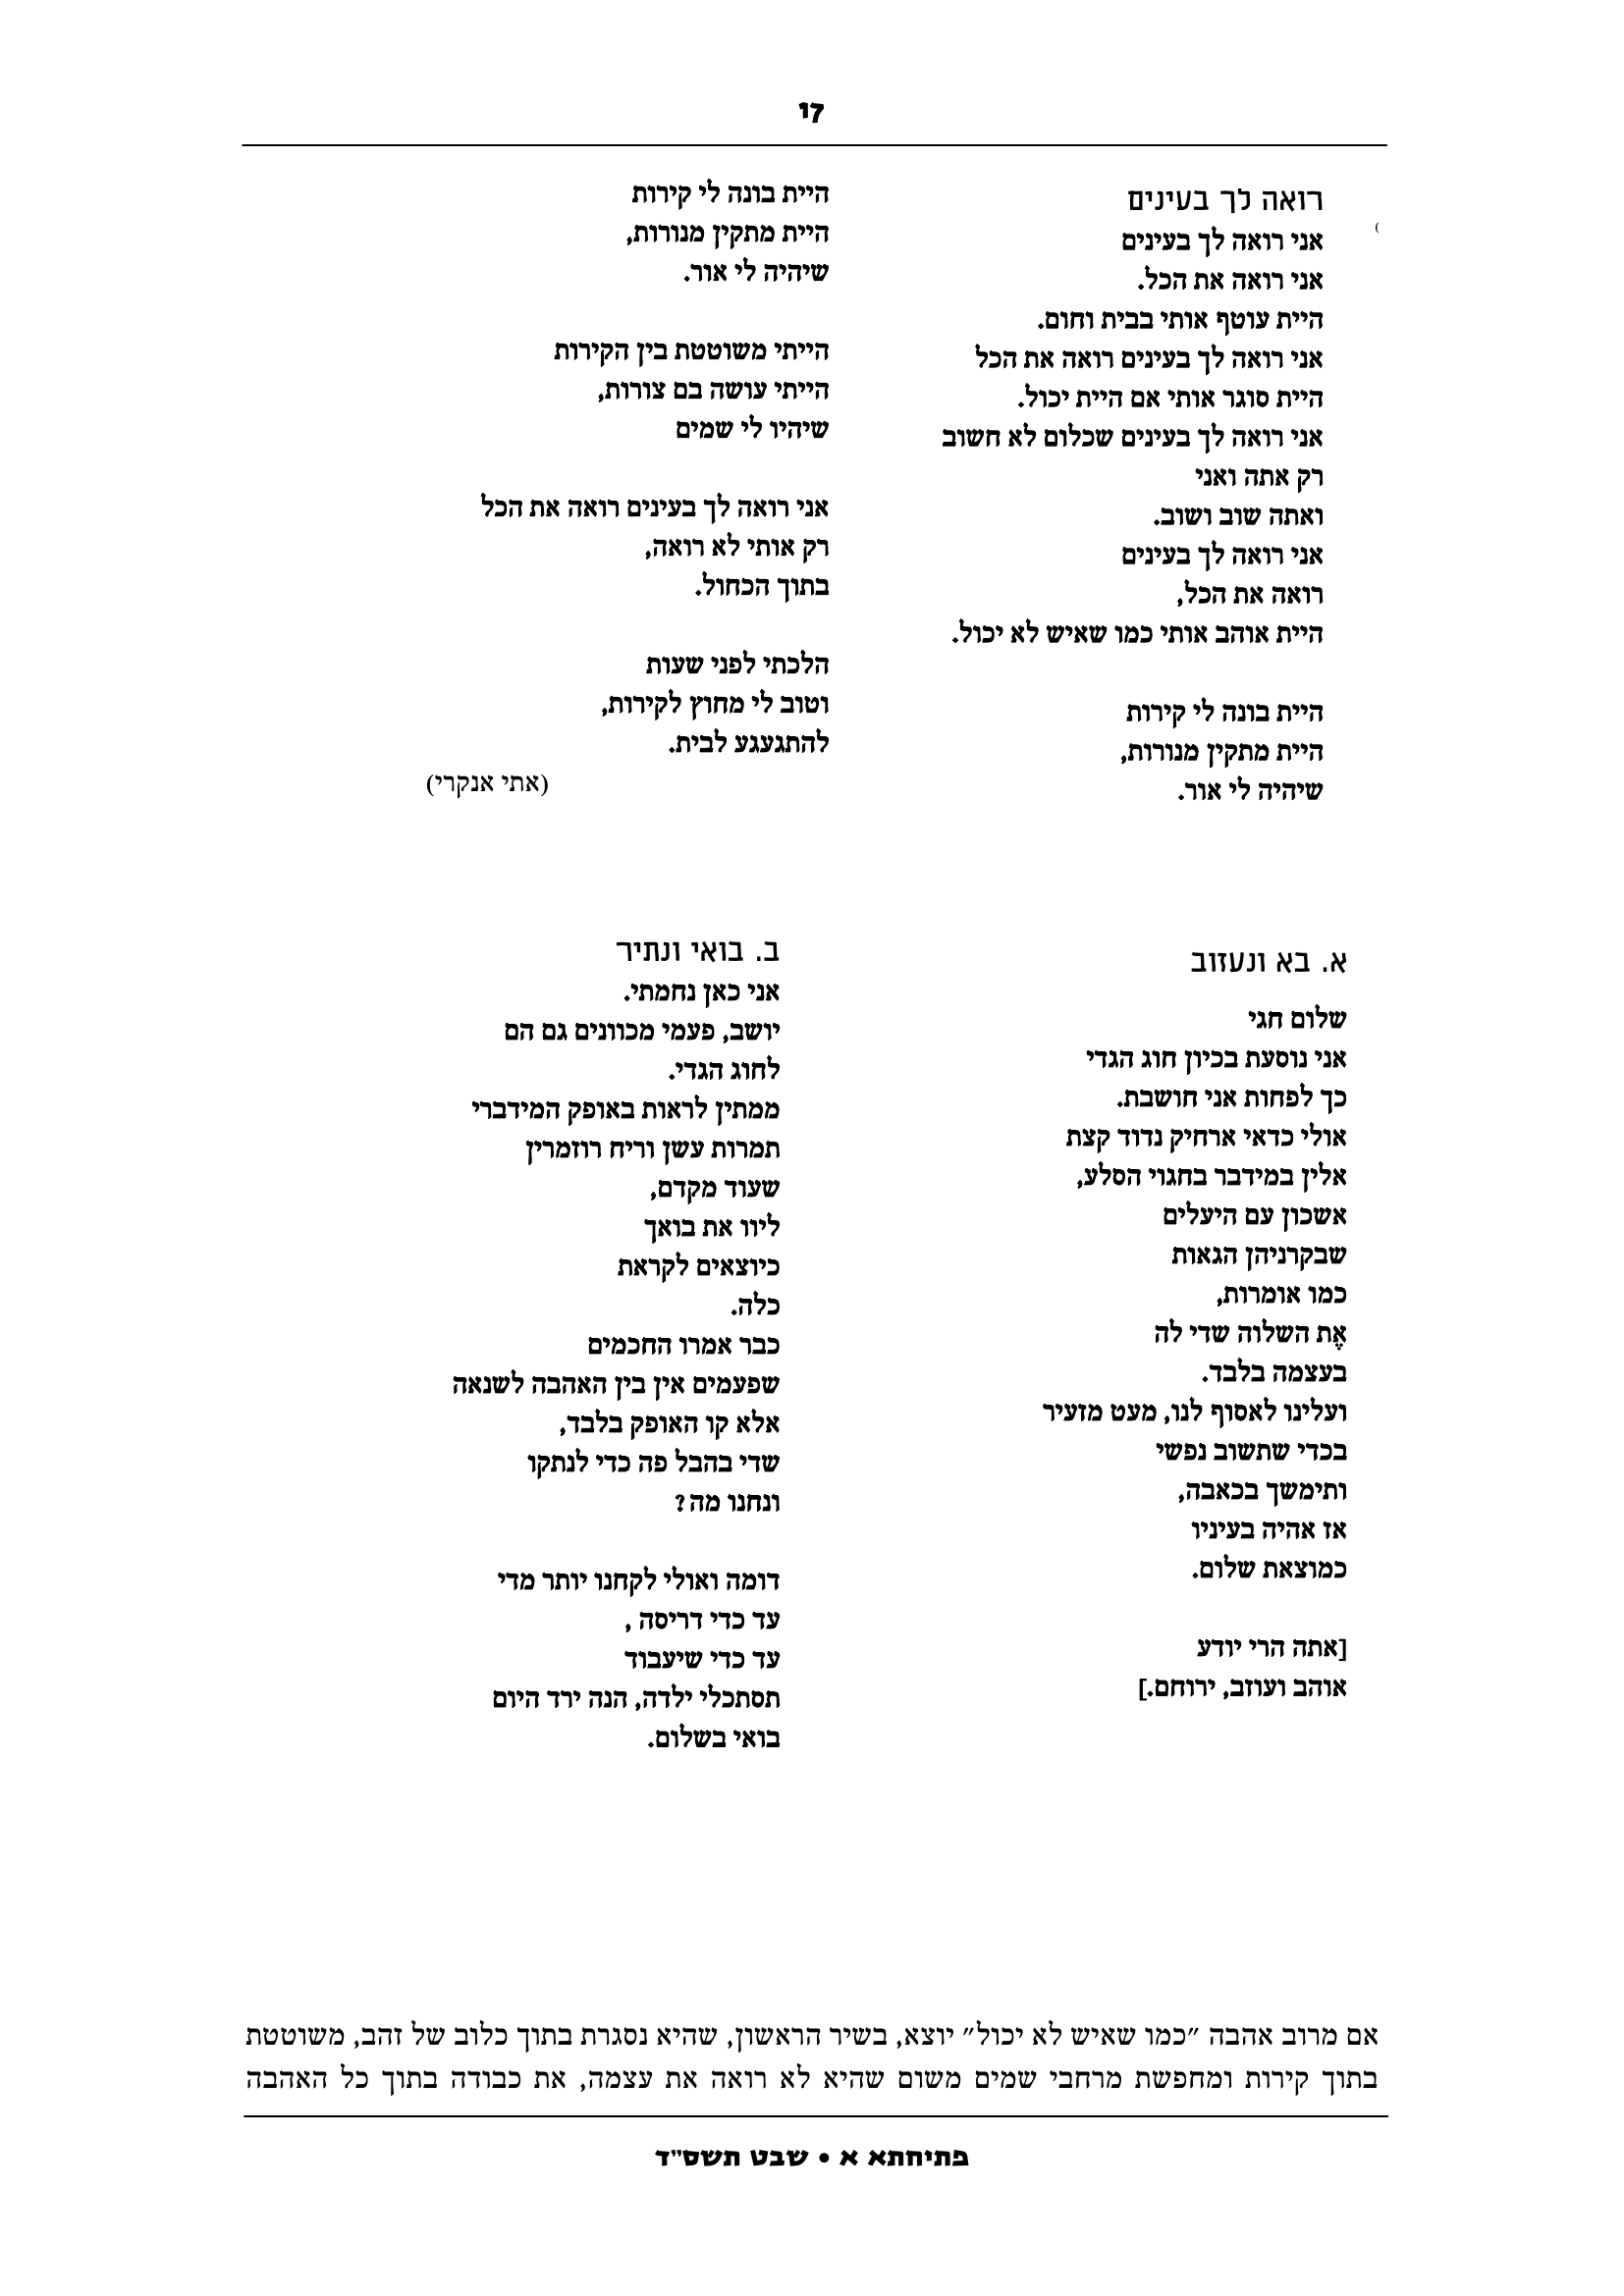 זי
רואה לך בעינים
אני רואה לך בעינים
אני רואה את הכל.
היית עוטף אותי בבית וחום.
אני רואה לך בעינים רואה את הכל
היית סוגר אותי אם היית יכול.
אני רואה לך בעינים שכלום לא חשוב
רק אתה ואני
ואתה שוב ושוב.
אני רואה לך בעינים
רואה את הכל,
היית אוהב אותי כמו שאיש לא יכול.
היית בונה לי קירות
היית מתקין מנורות,
שיהיה לי אור.
היית בונה לי קירות
היית מתקין מנורות,
שיהיה לי אור.
הייתי משוטטת בין הקירות
הייתי עושה בם צורות,
שיהיו לי שמים
אני רואה לך בעינים רואה את הכל
רק אותי לא רואה,
בתוך הכחול.
הלכתי לפני שעות
וטוב לי מחוץ לקירות,
להתגעגע לבית.
(אתי אנקרי)
א. בא ונעזוב
שלום חגי
אני נוסעת בכיון חוג הגדי
כך לפחות אני חושבת.
אולי כדאי ארחיק נדוד קצת
אלין במידבר בחגוי הסלע,
אשכון עם היעלים
שבקרניהן הגאות
כמו אומרות,
אֶת השלוה שדי לה
בעצמה בלבד.
ועלינו לאסוף לנו, מעט מזעיר
בכדי שתשוב נפשי
ותימשך בכאבה,
אז אהיה בעיניו
כמוצאת שלום.
[אתה הרי יודע
אוהב ועוזב, ירוחם.]
ב. בואי ונתיר
אני כאן נחמתי.
יושב, פעמי מכוונים גם הם
לחוג הגדי.
ממתין לראות באופק המידברי
תמרות עשן וריח רוזמרין
שעוד מקדם,
ליוו את בואך
כיוצאים לקראת
כלה.
כבר אמרו החכמים
שפעמים אין בין האהבה לשנאה
אלא קו האופק בלבד,
שדי בהבל פה כדי לנתקו
ונחנו מה?
דומה ואולי לקחנו יותר מדי
עד כדי דריסה ,
עד כדי שיעבוד
תסתכלי ילדה, הנה ירד היום
בואי בשלום.
אם מרוב אהבה ״כמו שאיש לא יכול״ יוצא, בשיר הראשון, שהיא נסגרת בתוך כלוב של זהב, משוטטת
בתוך קירות ומחפשת מרחבי שמים משום שהיא לא רואה את עצמה, את כבודה בתוך כל האהבה
פתיחתא א • שבט תשס״ד